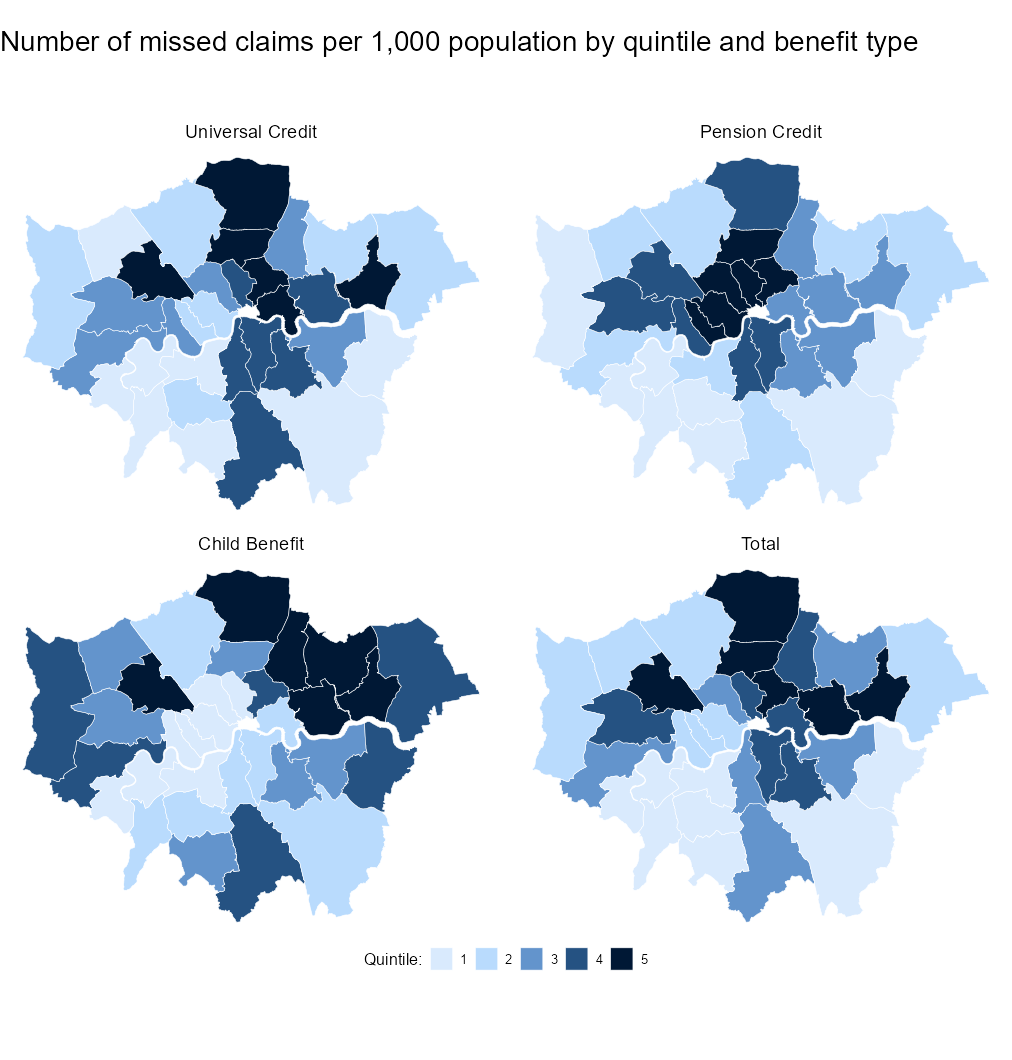 Number of missed claims per 1,000 population by quintile and benefit type
Universal Credit
Pension Credit
Child Benefit
Total
Quintile: 1 2 3 4 5